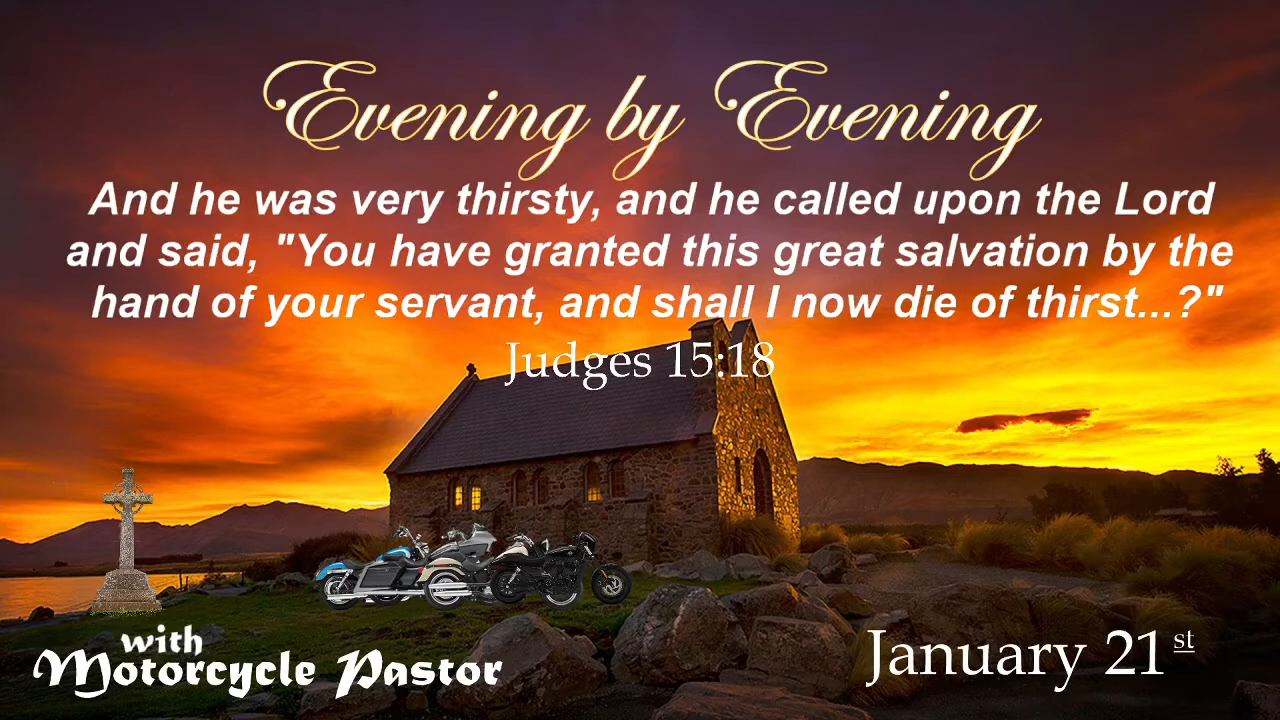 Evening by Evening
And he was very thirsty, and he called upon the Lord
and said, "You have granted this great salvation by the
hand of your servant, and shall I now die of thirst...?"
Judges 15:18
with
Motorcycle Pastor
January 21st